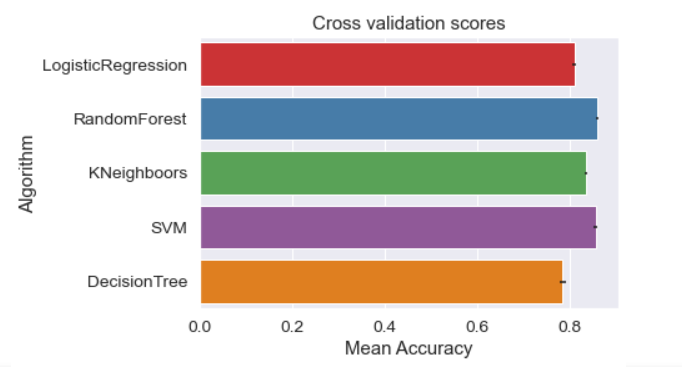 Cross validation scores
LogisticRegression
RandomForest
KNeighboors
SVM
DecisionTree
Algorithm
0.0 0.2 0.4 0.6 0.8
Mean Accuracy